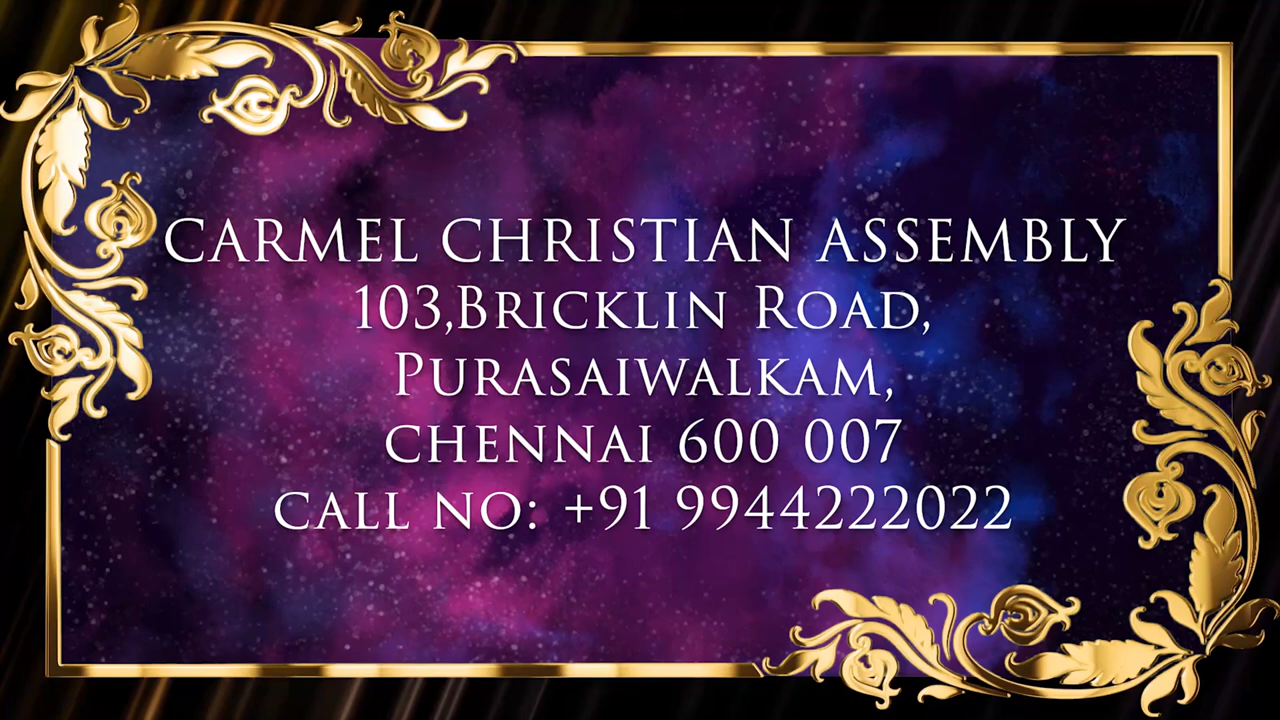 CARMEL CHRISTIAN ASSEMBLY
103,BRICKLIN ROAD,
PURASAIWALKAM,
CHENNAI 600 007
CALL NO: +91 9944222022